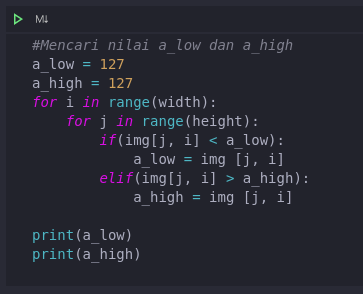 M↓
#Mencari nilai a_low dan a_high
a_low = 127
a_high = 127
for i in range(width):
    for j in range(height):
        if(img[j, i] < a_low):
            a_low = img [j, i]
        elif(img[j, i] > a_high):
            a_high = img [j, i]

print(a_low)
print(a_high)